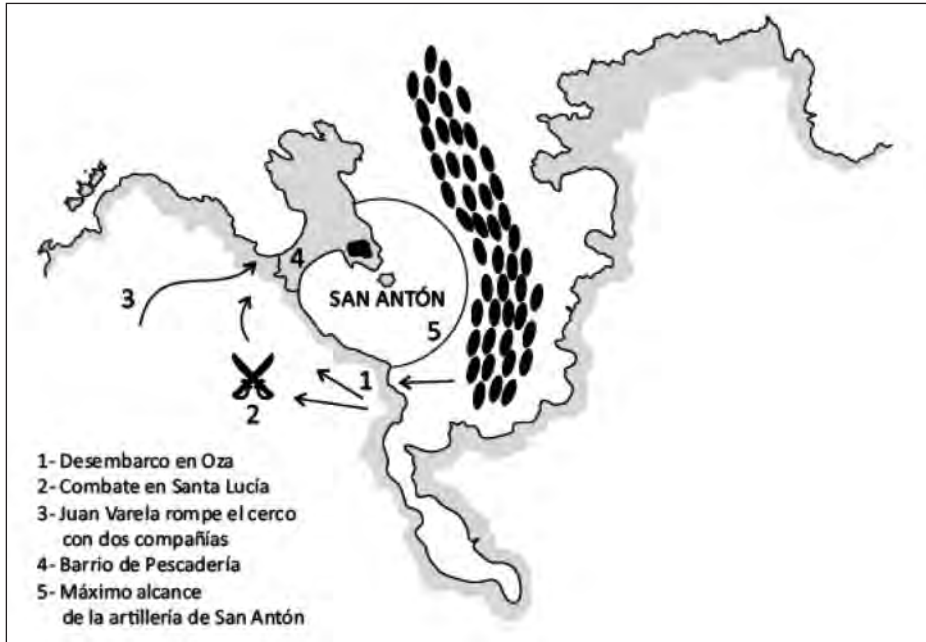 4
3
SAN ANTÓN
5
1
2
1- Desembarco en Oza
2- Combate en Santa Lucía
3- Juan Varela rompe el cerco
con dos compañías
4- Barrio de Pescadería
5- Máximo alcance
de la artillería de San Antón